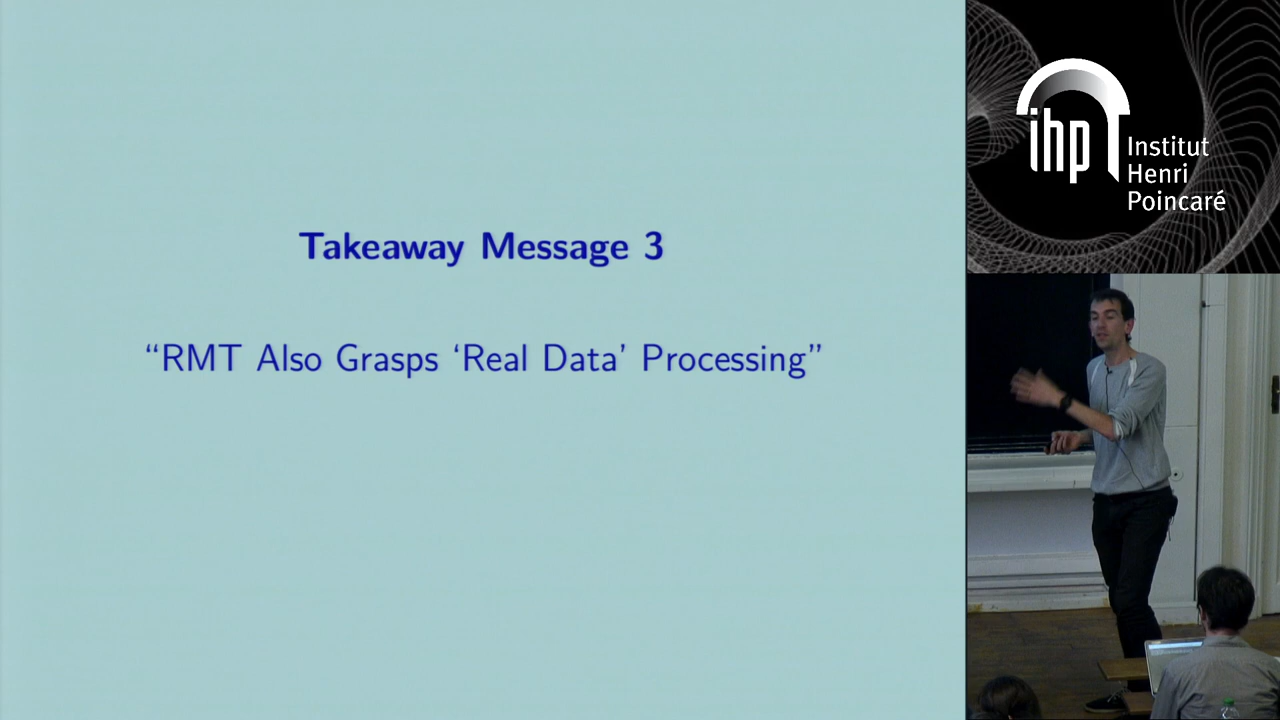 Takeaway Message 3
“RMT Also Grasps ‘Real Data’ Processing”
ihp
Institut
Henri
Poincaré